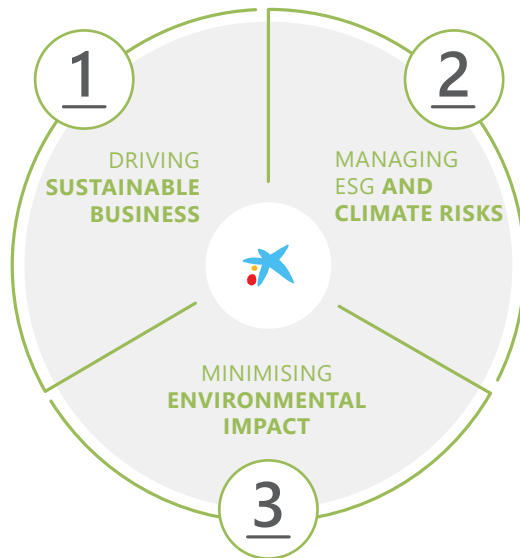 1
DRIVING
SUSTAINABLE
BUSINESS
2
MANAGING
ESG AND
CLIMATE RISKS
MINIMISING
ENVIRONMENTAL
IMPACT
3